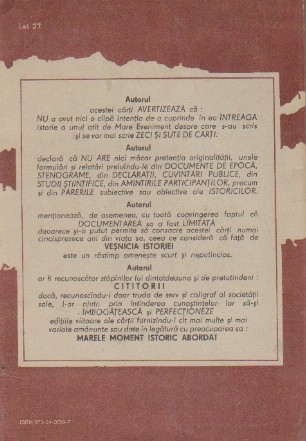 Lei 27
Autorul
acestei cărți AVERTIZEAZĂ că :
NU a avut nici o clipă intenția de a cuprinde în ea ÎNTREAGA
istorie a unui atît de Mare Eveniment despre care s-au scris
și se vor mai scrie ZECI ȘI SUTE DE CĂRȚI.
Autorul
declară că NU ARE nici măcar pretenția originalității, unele
formulări și relatări preluîndu-le din DOCUMENTE DE EPOCĂ,
STENOGRAME, din DECLARAȚII, CUVÎNTĂRI PUBLICE, din
STUDII ȘTIINȚIFICE, din AMINTIRILE PARTICIPANȚILOR, precum
și din PĂRERILE subiective sau obiective ale ISTORICILOR.
Autorul
menționează, de asemenea, cu toată convingerea faptul că
DOCUMENTAREA sa a fost LIMITATĂ
deoarece și-a putut permite să consacre acestei cărți numai
cincisprezece ani din viața sa, ceea ce consideră că față de
VEȘNICIA ISTORIEI
este un răstimp omenește scurt și neputincios.
Autorul
ar fi recunoscător stăpînilor lui dintotdeauna și de pretutindeni :
CITITORII
dacă, recunoscîndu-i doar truda de serv și caligraf al societății
sale, l-ar ajuta, prin întinderea cunoștințelor lor să-și
ÎMBOGĂȚEASCĂ și PERFECȚIONEZE
edițiile viitoare ale cărții furnizîndu-i cît mai multe și mai
variate amănunte sau date în legătură cu preocuparea sa :
MARELE MOMENT ISTORIC ABORDAT